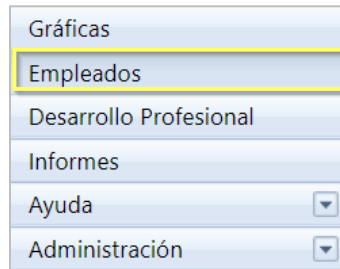 Gráficas
Empleados
Desarrollo Profesional
Informes
Ayuda
Administración